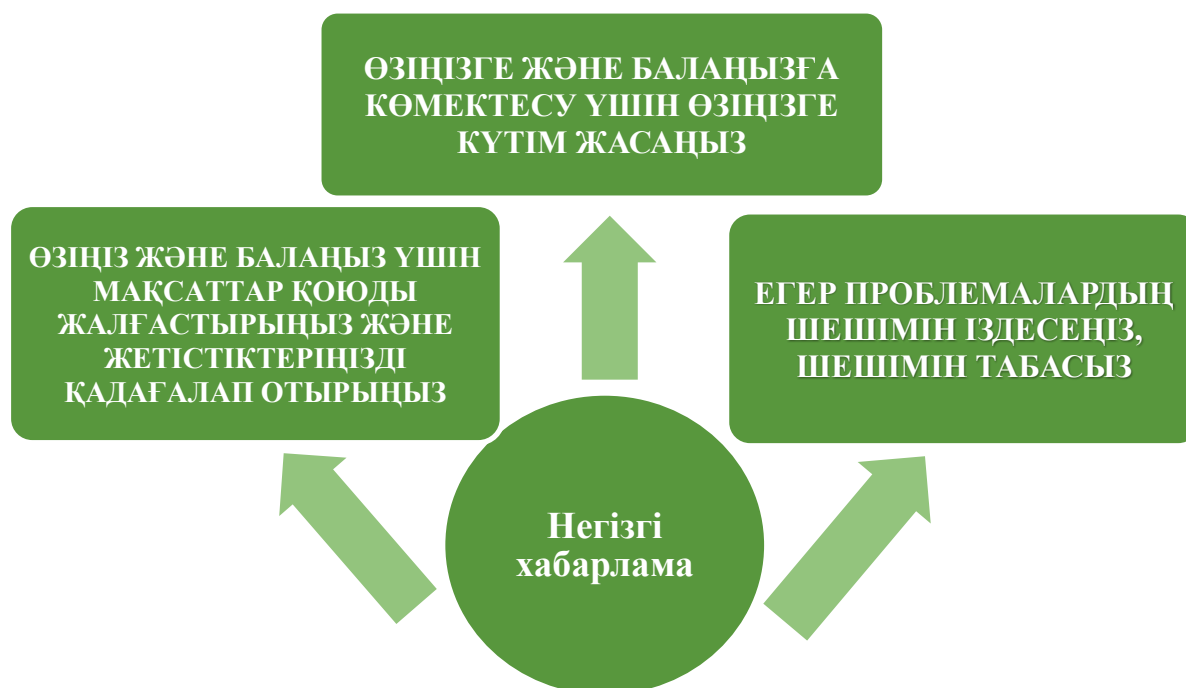 ӨЗІҢІЗГЕ ЖӘНЕ БАЛАҢЫЗҒА
КӨМЕКТЕСУ ҮШІН ӨЗІҢІЗГЕ
КҮТІМ ЖАСАҢЫЗ
ӨЗІҢІЗ ЖӘНЕ БАЛАҢЫЗ ҮШІН
МАҚСАТТАР ҚОЮДЫ
ЖАЛҒАСТЫРЫҢЫЗ ЖӘНЕ
ЖЕТІСТІКТЕРІҢІЗДІ
ҚАДАҒАЛАП ОТЫРЫҢЫЗ
ЕГЕР ПРОБЛЕМАЛАРДЫҢ
ШЕШІМІН ІЗДЕСЕҢІЗ,
ШЕШІМІН ТАБАСЫЗ
Негізгі
хабарлама